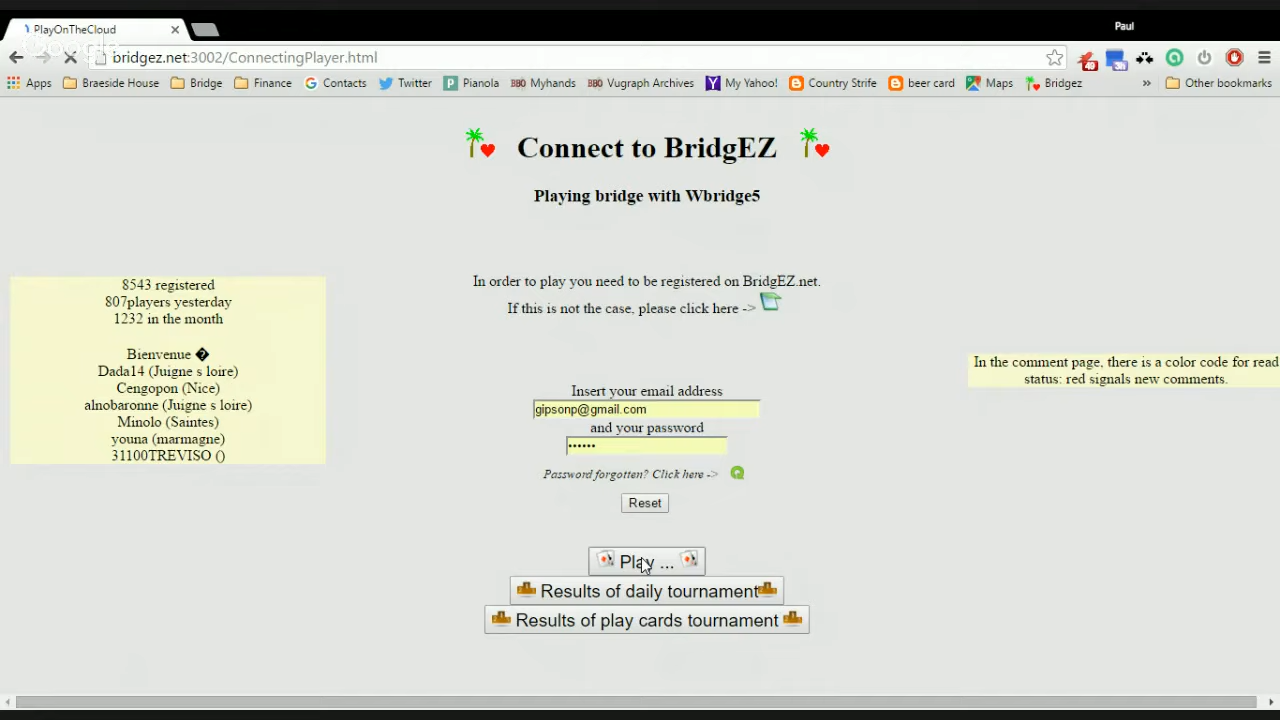 PlayOnTheCloud
Paul
bridgez.net:3002/ConnectingPlayer.html
Apps Braeside House Bridge Finance Contacts Twitter Pianola BBO Myhands BBO Vugraph Archives My Yahoo! Country Strife beer card Maps Bridgez » Other bookmarks
Connect to BridgEZ
Playing bridge with Wbridge5
8543 registered
807players yesterday
1232 in the month
Bienvenue �
Dada14 (Juigne s loire)
Cengopon (Nice)
alnobaronne (Juigne s loire)
Minolo (Saintes)
youna (marmagne)
31100TREVISO ()
In order to play you need to be registered on BridgEZ.net.
If this is not the case, please click here ->
Insert your email address
gipsonp@gmail.com
and your password
••••••
Password forgotten? Click here ->
Reset
Play ...
Results of daily tournament
Results of play cards tournament
In the comment page, there is a color code for read
status: red signals new comments.